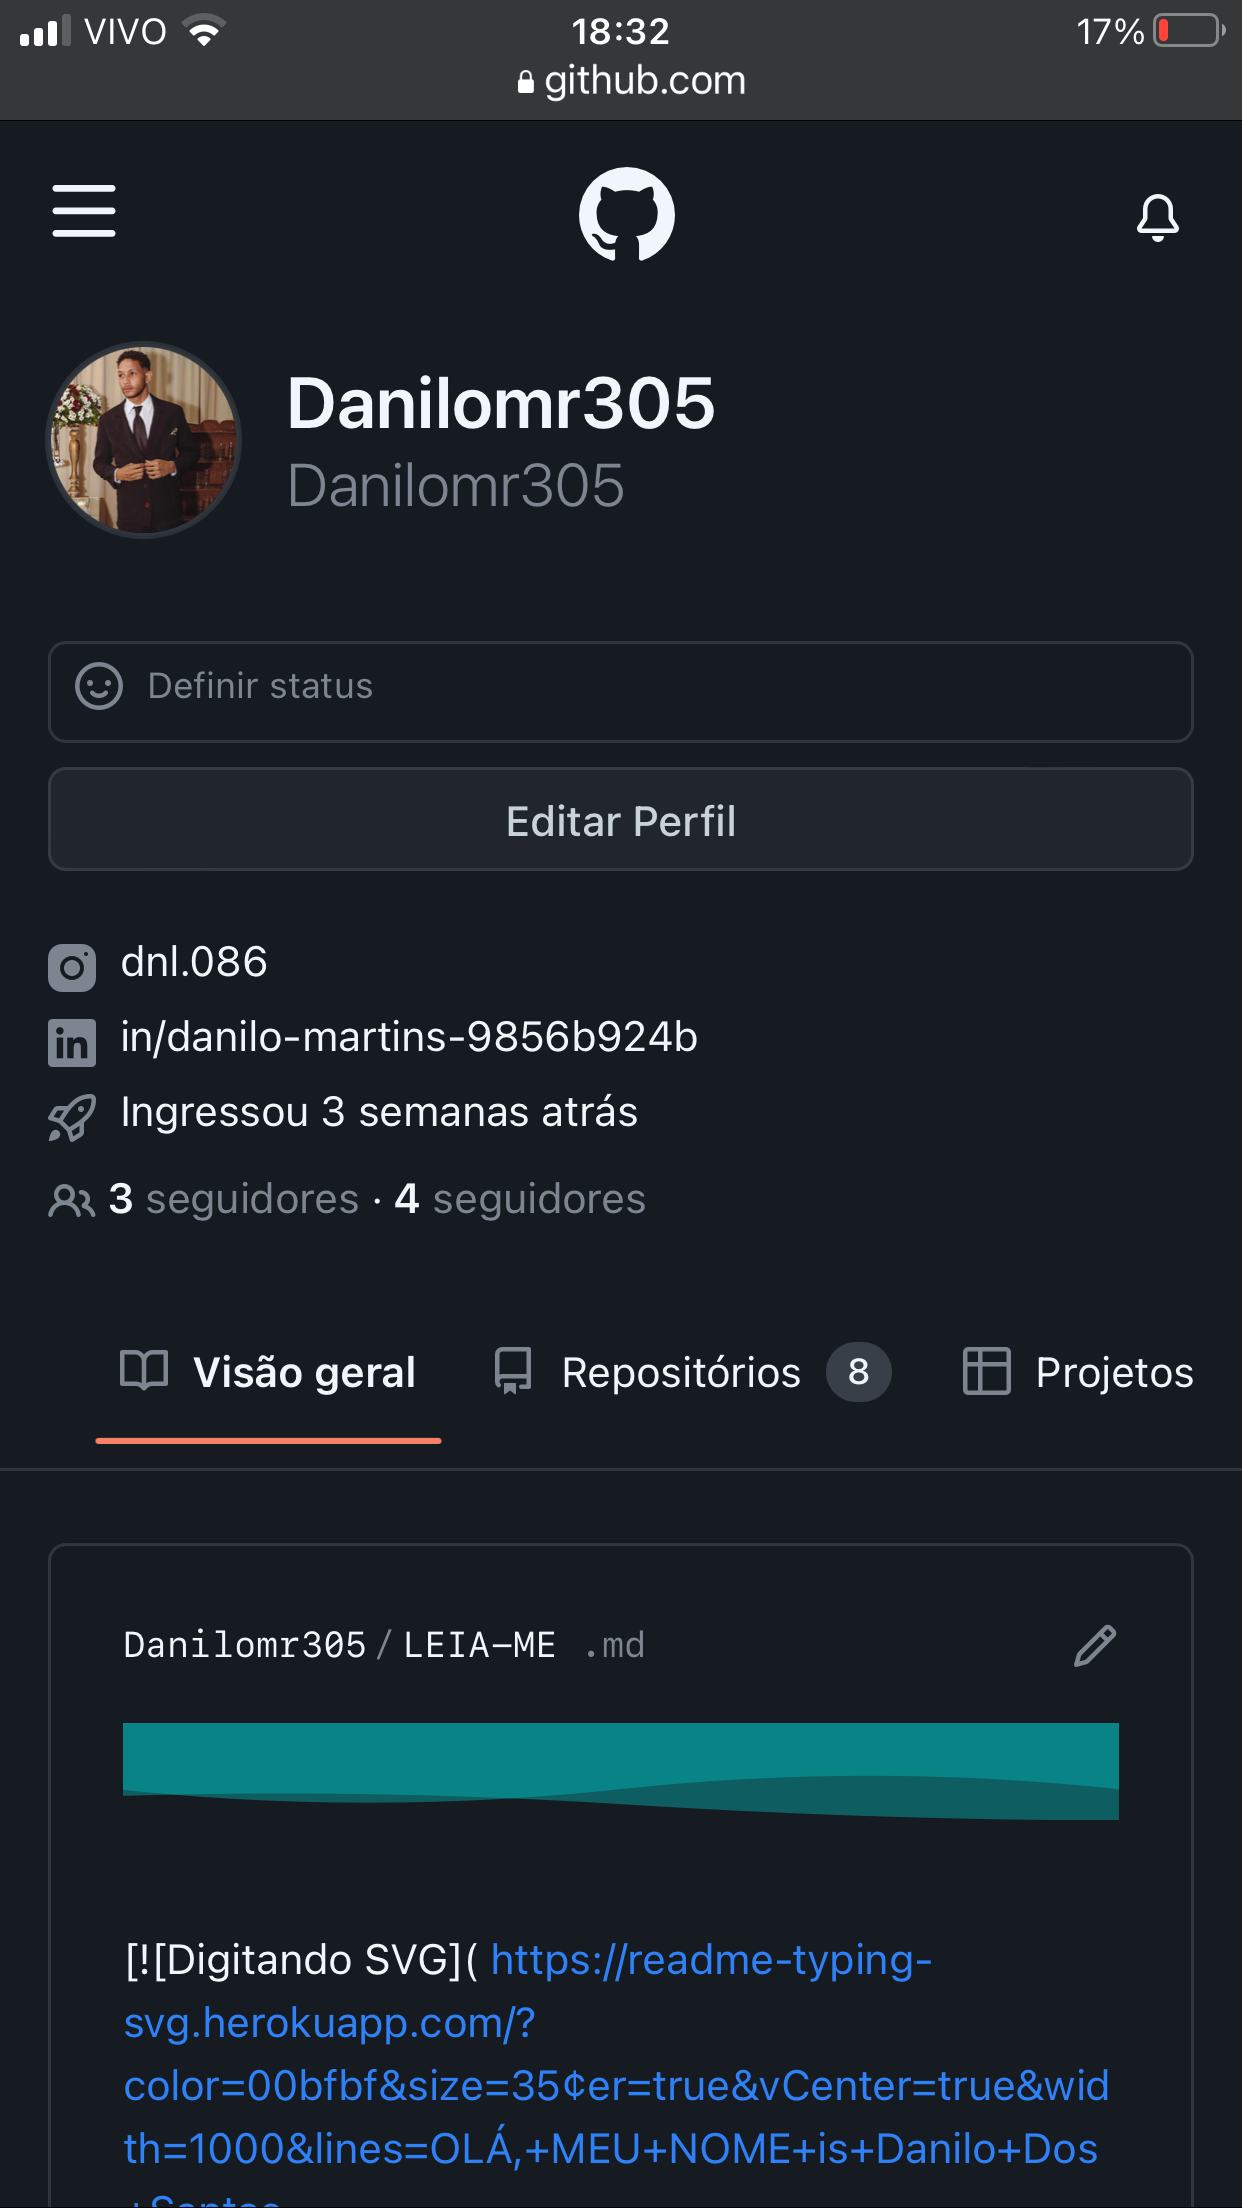 VIVO 18:32 17%
github.com
Danilomr305
Danilomr305
Definir status
Editar Perfil
dnl.086
in/danilo-martins-9856b924b
Ingressou 3 semanas atrás
3 seguidores · 4 seguidores
Visão geral Repositórios 8 Projetos
Danilomr305/LEIA-ME .md
[![Digitando SVG]( https://readme-typing-
svg.herokuapp.com/?
color=00bfbf&size=35¢er=true&vCenter=true&wid
th=1000&lines=OLÁ,+MEU+NOME+is+Danilo+Dos